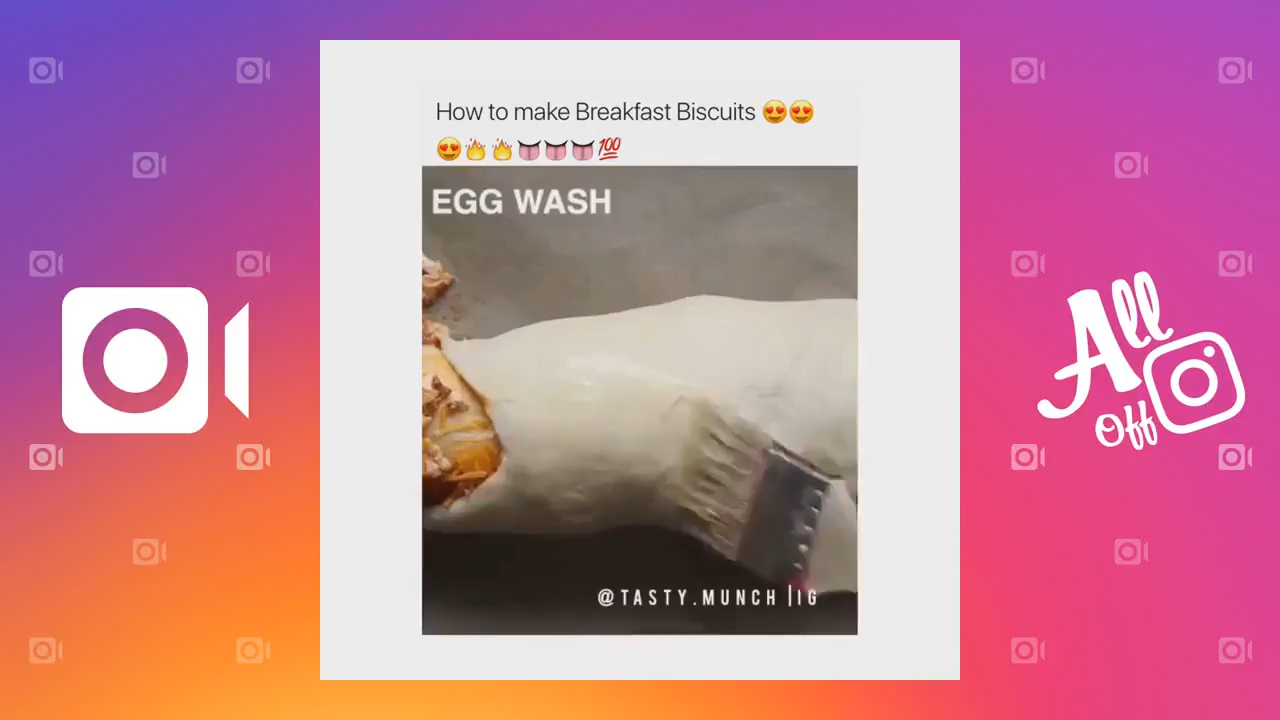 How to make Breakfast Biscuits 😍😍
😍🔥🔥👅👅👅💯
EGG WASH
@TASTY.MUNCH |IG
All
Off